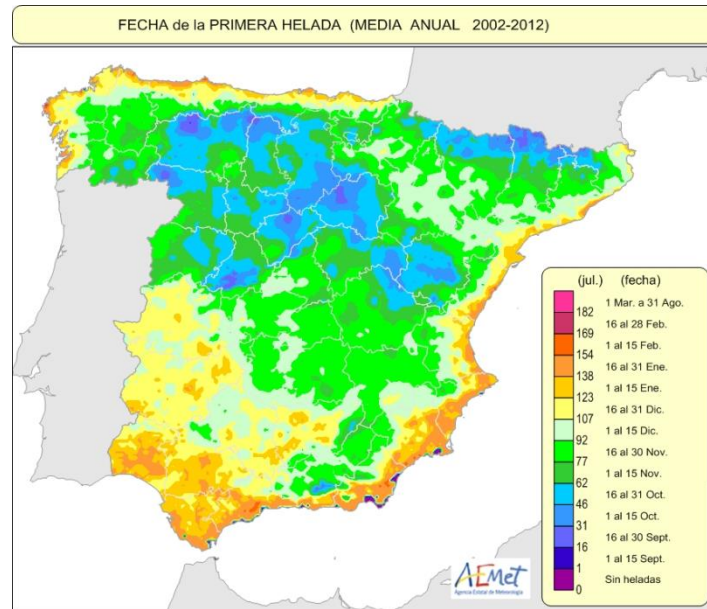 FECHA de la PRIMERA HELADA (MEDIA ANUAL 2002-2012)
(jul.) (fecha)
1 Mar. a 31 Ago.
182
16 al 28 Feb.
169
1 al 15 Feb.
154
16 al 31 Ene.
138
1 al 15 Ene.
123
16 al 31 Dic.
107
1 al 15 Dic.
92
16 al 30 Nov.
77
1 al 15 Nov.
62
16 al 31 Oct.
46
1 al 15 Oct.
31
16 al 30 Sept.
16
1 al 15 Sept.
1
Sin heladas
0
AEMet
Agencia Estatal de Meteorología